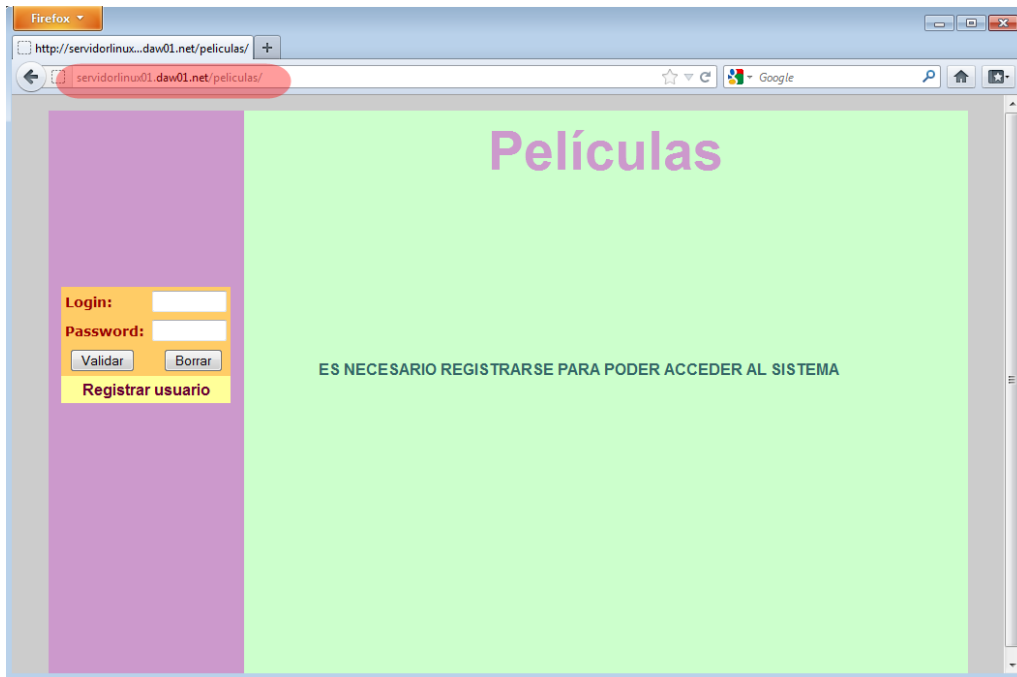 Firefox
http://servidorlinux...daw01.net/peliculas/
servidorlinux01.daw01.net/peliculas/
Google
Películas
Login:
Password:
Validar
Borrar
Registrar usuario
ES NECESARIO REGISTRARSE PARA PODER ACCEDER AL SISTEMA